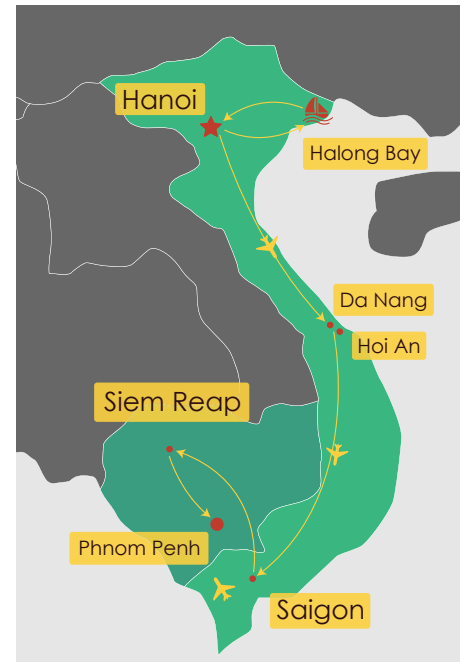 Hanoi
Halong Bay
Da Nang
Hoi An
Siem Reap
Phnom Penh
Saigon